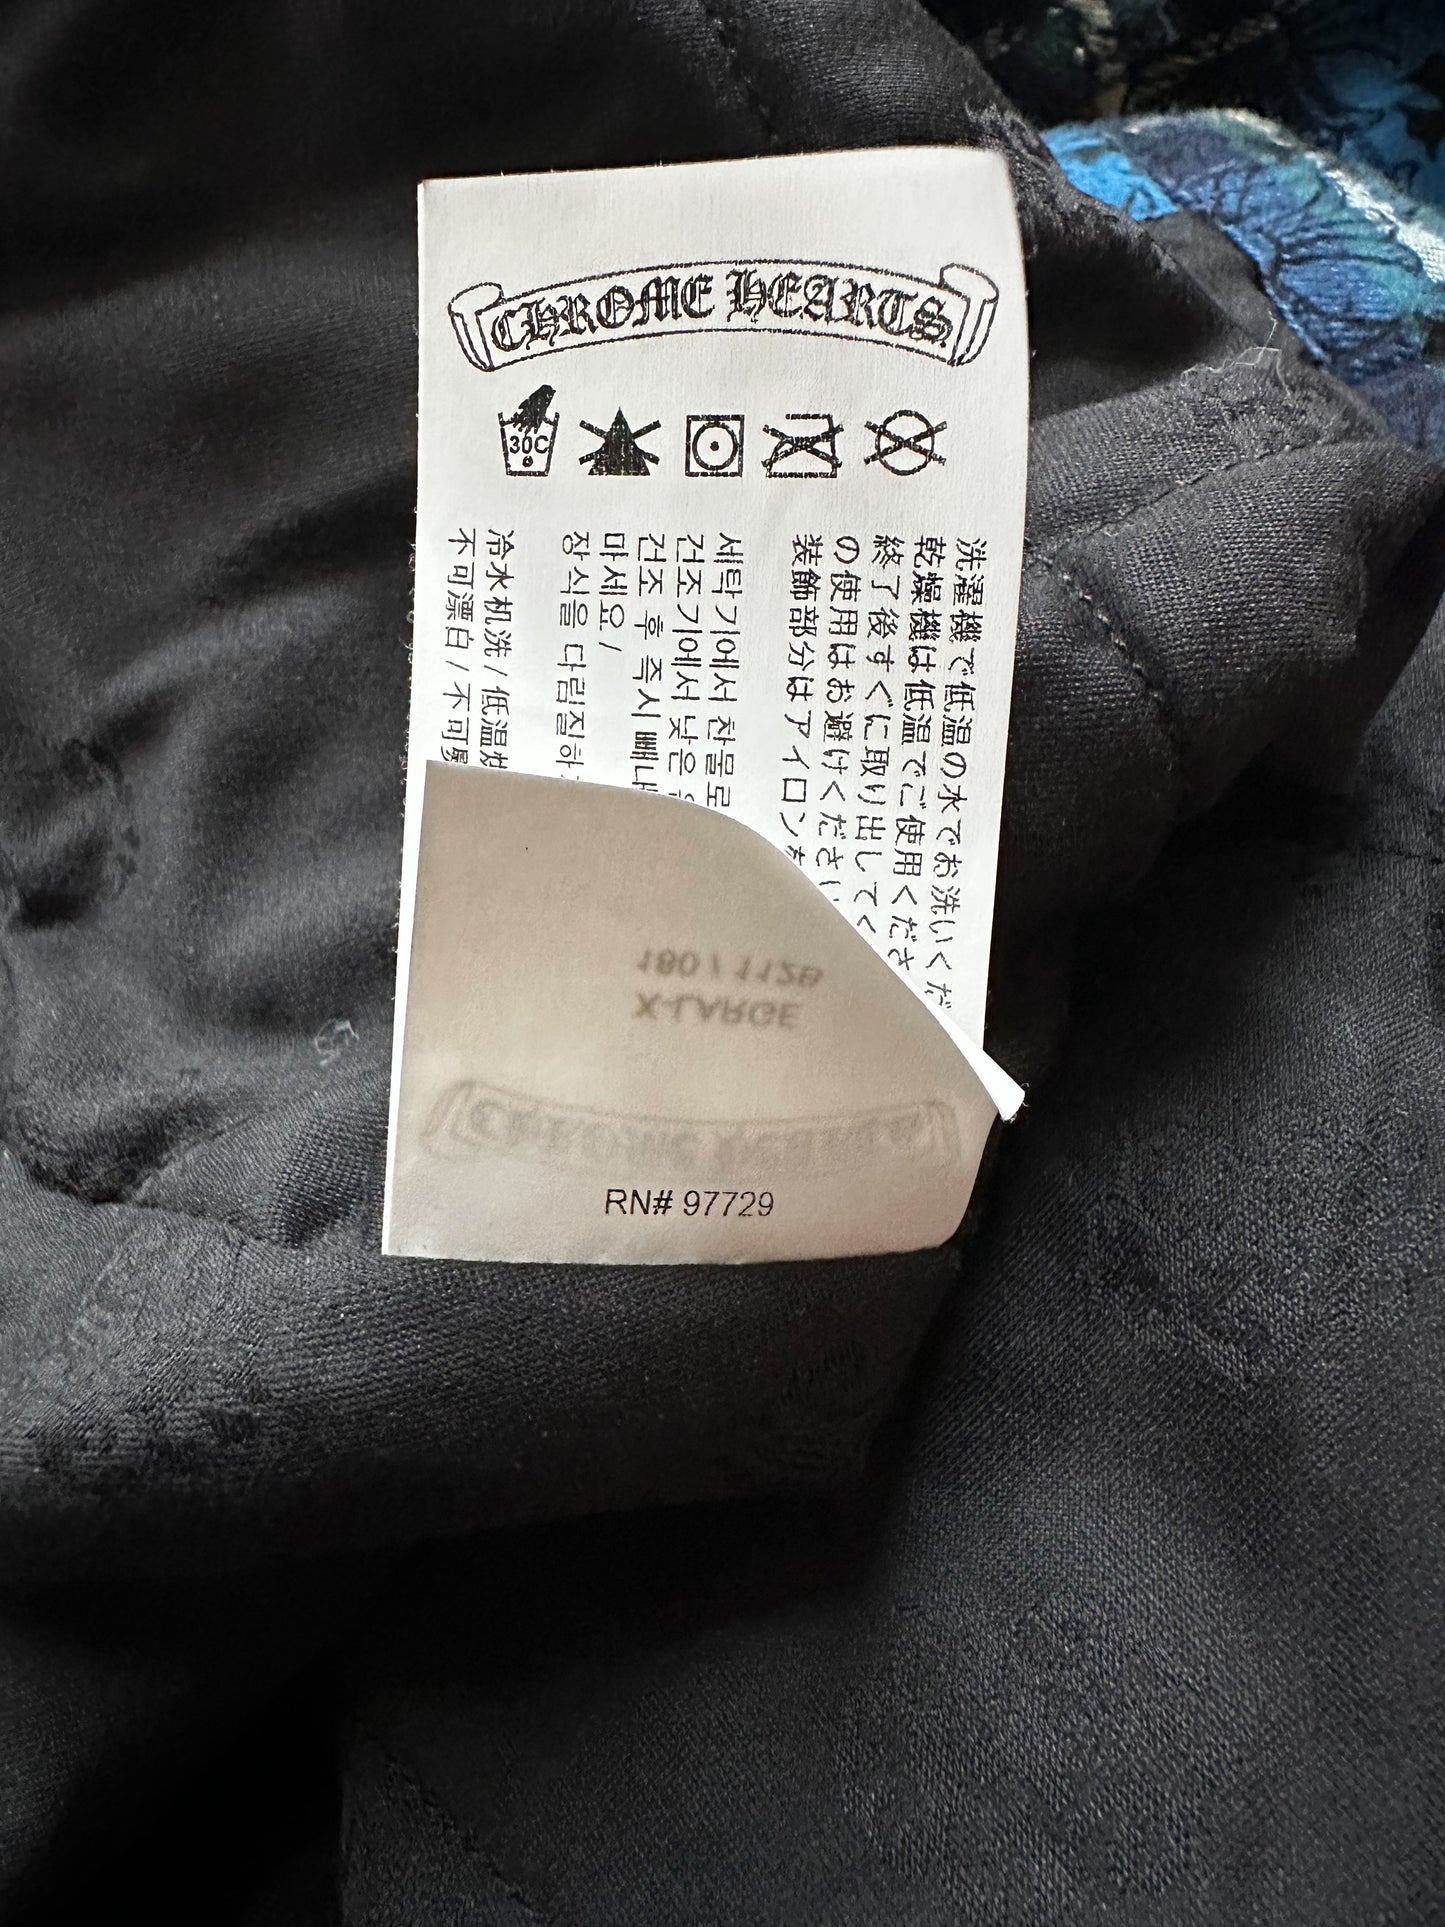 CHROME HEARTS
30C
洗濯機で低温の水でお洗いくだ
乾燥機は低温でご使用くださ
終了後すぐに取り出してく
の使用はお避けください
装飾部分はアイロンを
세탁기에서 찬물로
건조기에서 낮은
건조 후 즉시 빼내
마세요 /
장식을 다림질하
冷水机洗 / 低温
不可漂白 / 不可
180 / 112B
X-LARGE
CHROME HEARTS
RN# 97729